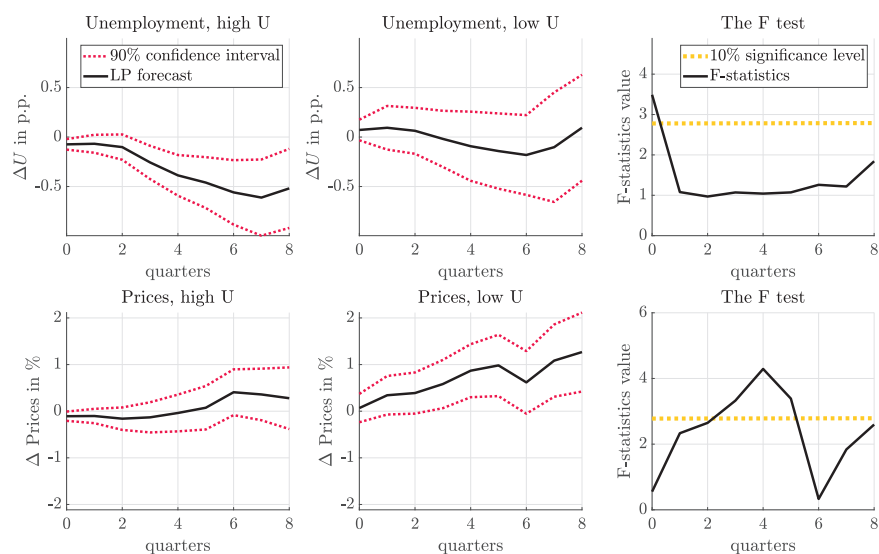 Unemployment, high U
90% confidence interval
LP forecast
0.5
0
-0.5
ΔU in p.p.
0 2 4 6 8
quarters
Unemployment, low U
0.5
0
-0.5
ΔU in p.p.
0 2 4 6 8
quarters
The F test
10% significance level
F-statistics
4
3
2
1
0
F-statistics value
0 2 4 6 8
quarters
Prices, high U
2
1
0
-1
-2
Δ Prices in %
0 2 4 6 8
quarters
Prices, low U
2
1
0
-1
-2
Δ Prices in %
0 2 4 6 8
quarters
The F test
6
4
2
0
F-statistics value
0 2 4 6 8
quarters